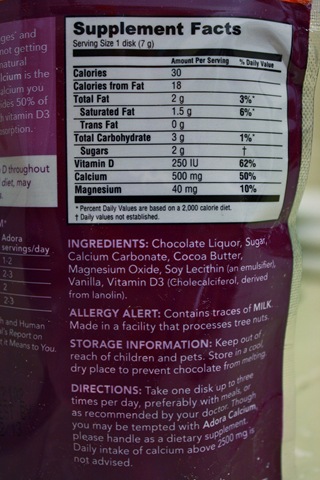 ges and
not getting
natural
lcium is the
alcium you
ides 50% of
h vitamin D3
sorption.
D throughout
diet, may
Adora
servings/day
1-2
2-3
2
2-3
h and Human
l's Report on
t it Means to You.
Supplement Facts
Serving Size 1 disk (7 g)
Amount Per Serving % Daily Value
Calories 30
Calories from Fat 18
Total Fat 2 g 3%*
Saturated Fat 1.5 g 6%*
Trans Fat 0 g
Total Carbohydrate 3 g 1%*
Sugars 2 g †
Vitamin D 250 IU 62%
Calcium 500 mg 50%
Magnesium 40 mg 10%
* Percent Daily Values are based on a 2,000 calorie diet.
† Daily values not established.
INGREDIENTS: Chocolate Liquor, Sugar,
Calcium Carbonate, Cocoa Butter,
Magnesium Oxide, Soy Lecithin (an emulsifier),
Vanilla, Vitamin D3 (Cholecalciferol, derived
from lanolin).
ALLERGY ALERT: Contains traces of MILK.
Made in a facility that processes tree nuts.
STORAGE INFORMATION: Keep out of
reach of children and pets. Store in a cool,
dry place to prevent chocolate from melting.
DIRECTIONS: Take one disk up to three
times per day, preferably with meals, or
as recommended by your doctor. Though
you may be tempted with Adora Calcium,
please handle as a dietary supplement.
Daily intake of calcium above 2500 mg is
not advised.